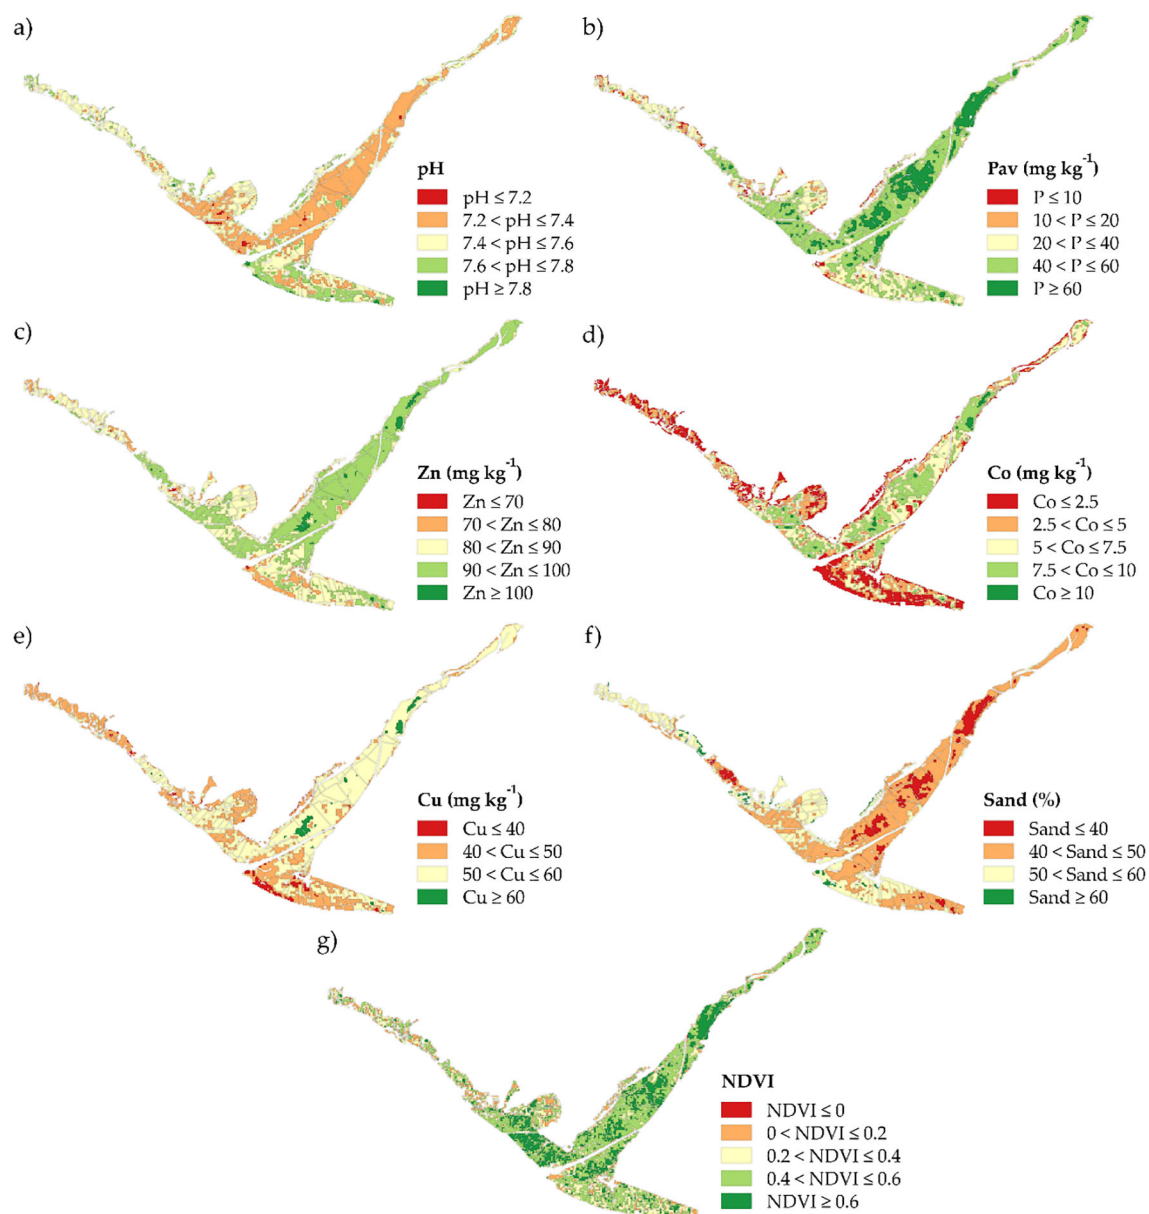 a)
pH
pH ≤ 7.2
7.2 < pH ≤ 7.4
7.4 < pH ≤ 7.6
7.6 < pH ≤ 7.8
pH ≥ 7.8
b)
Pav (mg kg⁻¹)
P ≤ 10
10 < P ≤ 20
20 < P ≤ 40
40 < P ≤ 60
P ≥ 60
c)
Zn (mg kg⁻¹)
Zn ≤ 70
70 < Zn ≤ 80
80 < Zn ≤ 90
90 < Zn ≤ 100
Zn ≥ 100
d)
Co (mg kg⁻¹)
Co ≤ 2.5
2.5 < Co ≤ 5
5 < Co ≤ 7.5
7.5 < Co ≤ 10
Co ≥ 10
e)
Cu (mg kg⁻¹)
Cu ≤ 40
40 < Cu ≤ 50
50 < Cu ≤ 60
Cu ≥ 60
f)
Sand (%)
Sand ≤ 40
40 < Sand ≤ 50
50 < Sand ≤ 60
Sand ≥ 60
g)
NDVI
NDVI ≤ 0
0 < NDVI ≤ 0.2
0.2 < NDVI ≤ 0.4
0.4 < NDVI ≤ 0.6
NDVI ≥ 0.6